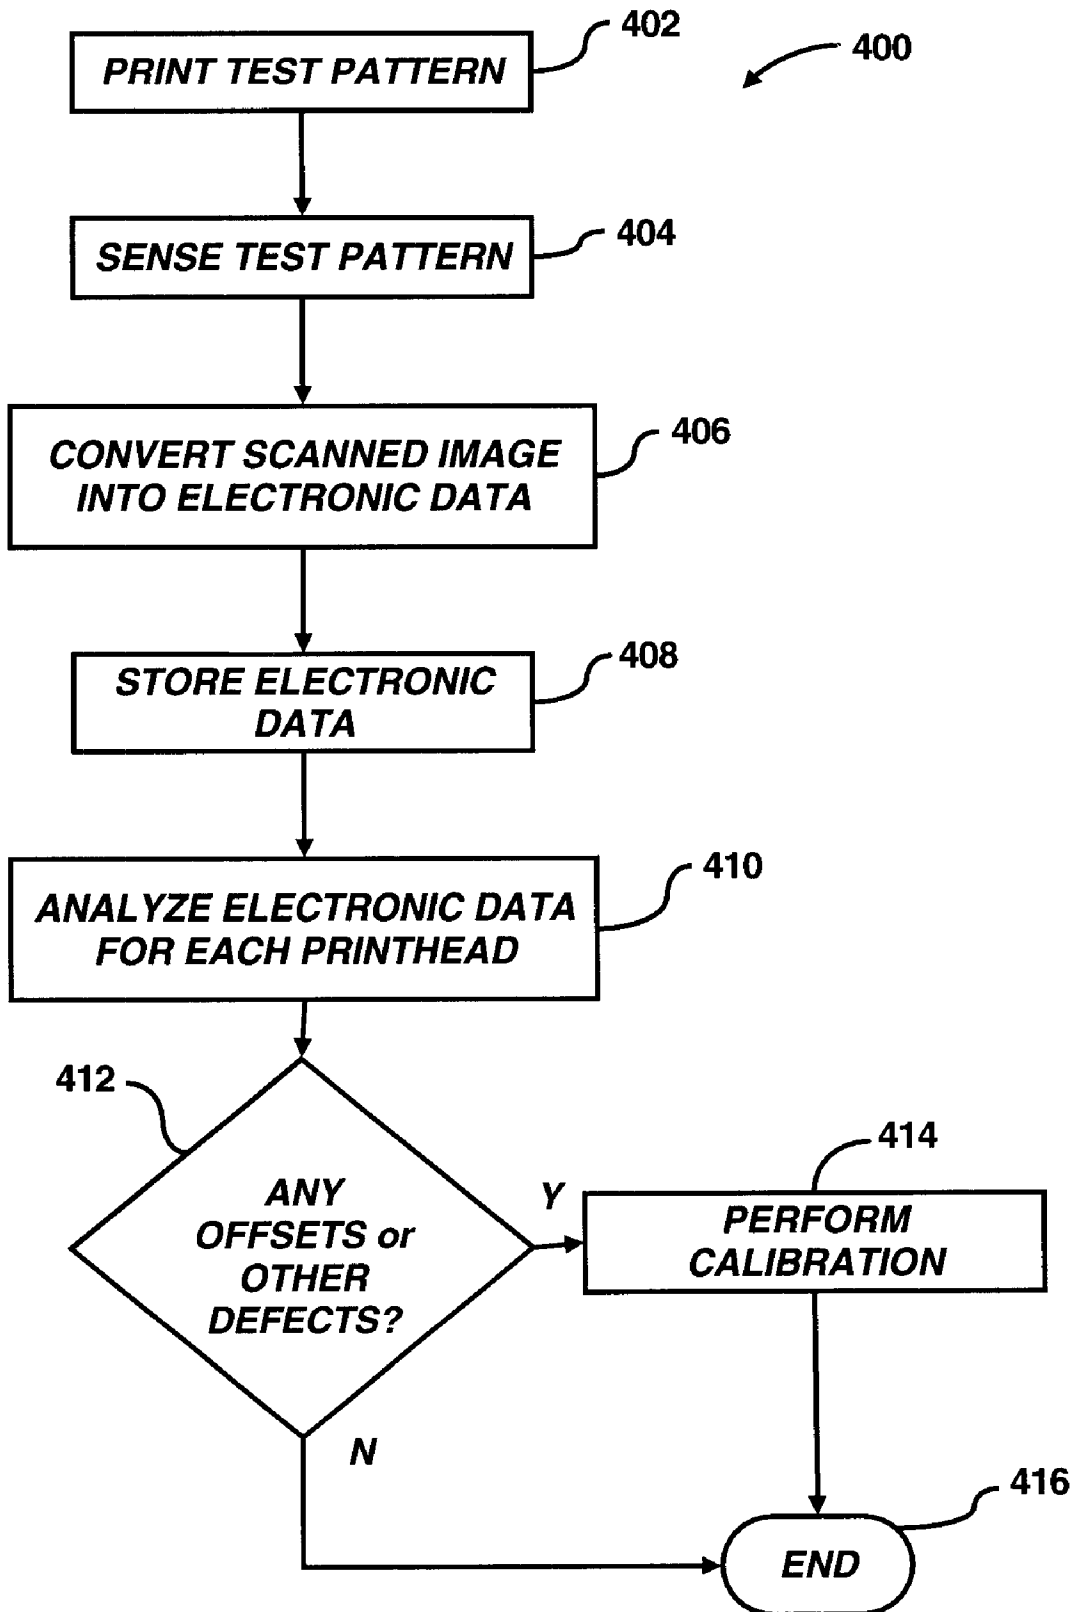 402
400
PRINT TEST PATTERN
404
SENSE TEST PATTERN
406
CONVERT SCANNED IMAGE
INTO ELECTRONIC DATA
408
STORE ELECTRONIC
DATA
410
ANALYZE ELECTRONIC DATA
FOR EACH PRINTHEAD
412
ANY
OFFSETS or
OTHER
DEFECTS?
Y
N
414
PERFORM
CALIBRATION
416
END